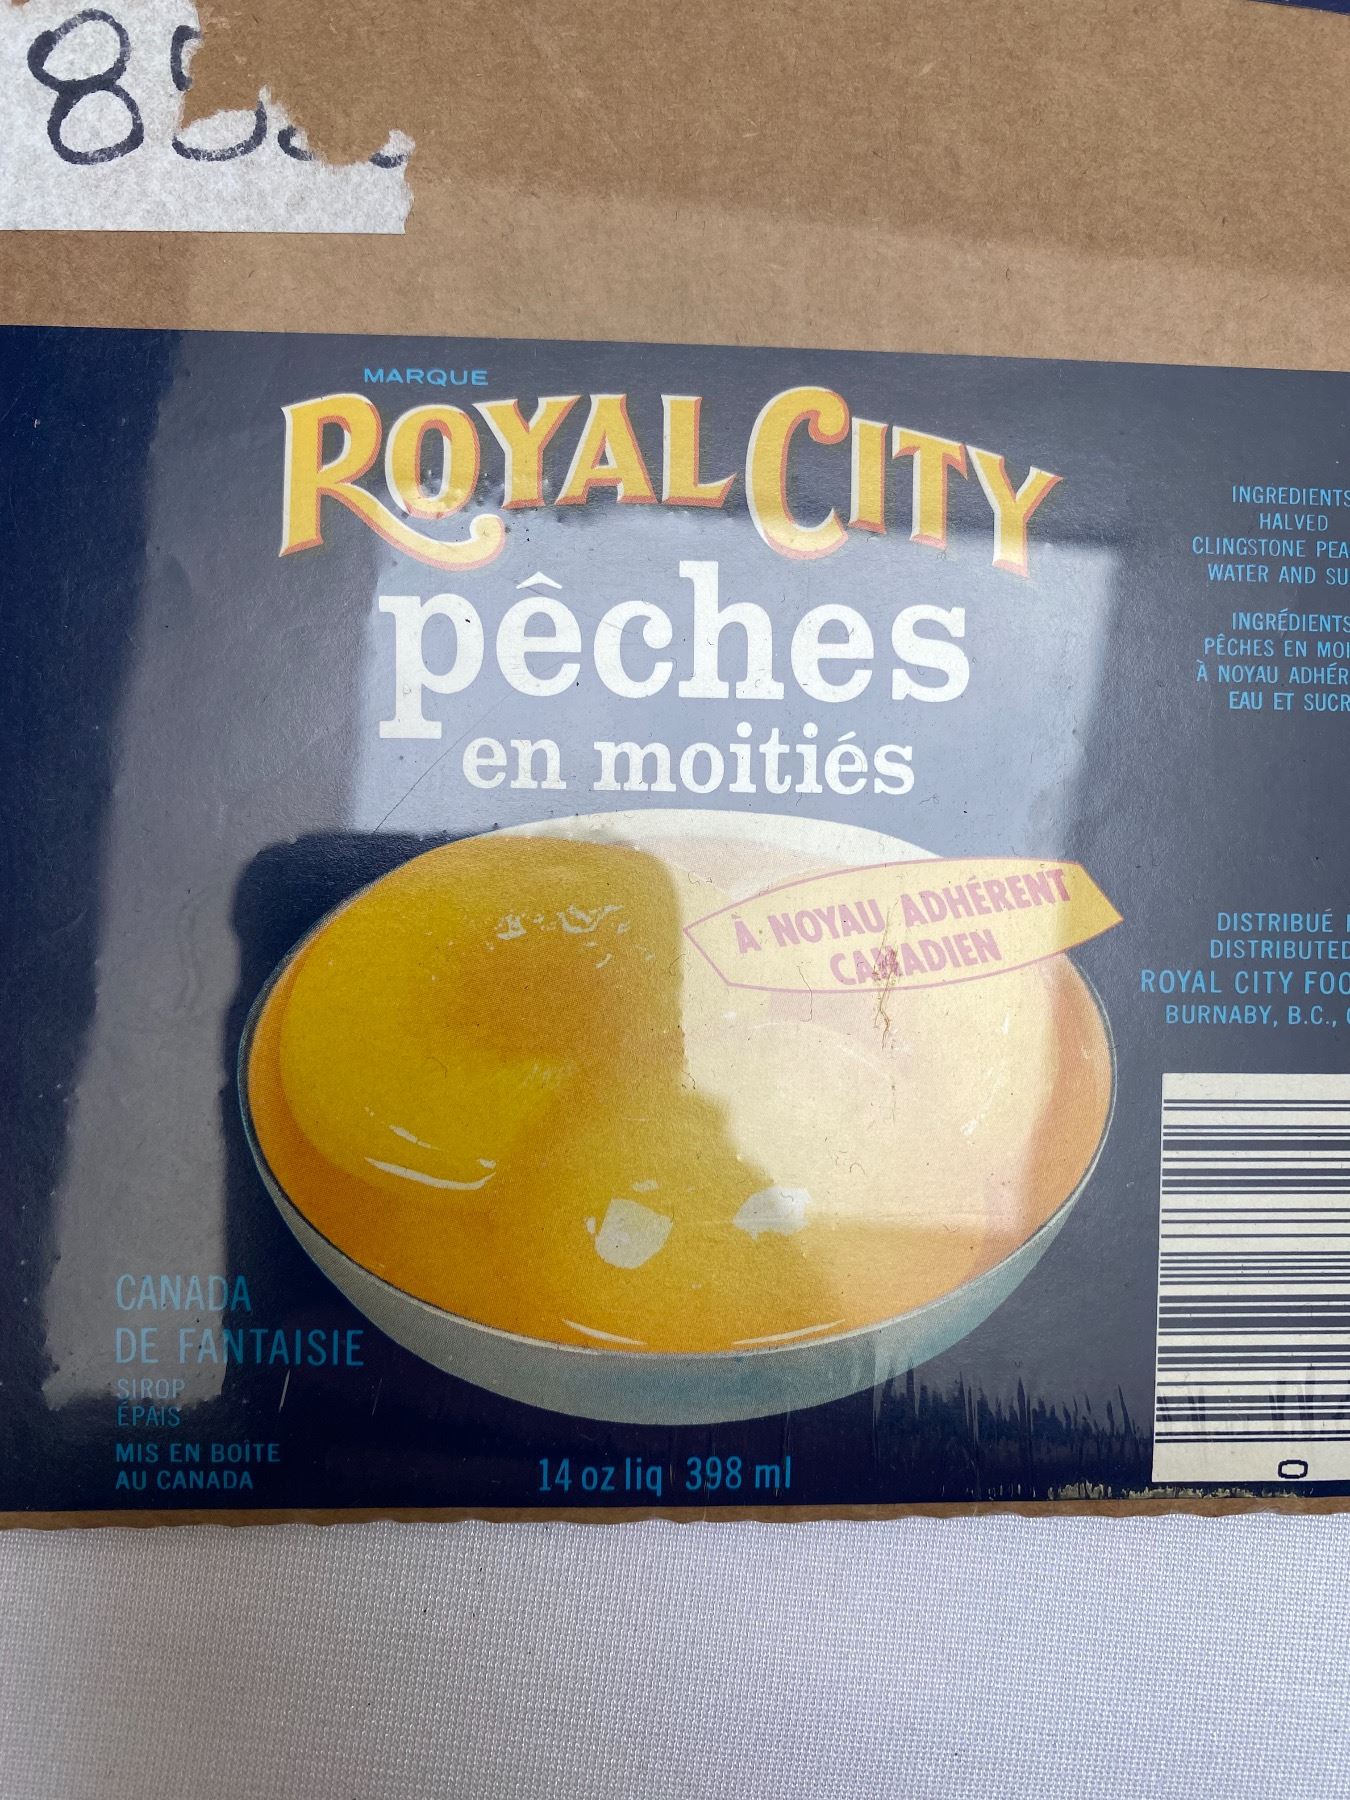 MARQUE
ROYAL CITY
pêches
en moitiés
À NOYAU ADHÉRENT
CANADIEN
CANADA
DE FANTAISIE
SIROP
ÉPAIS
MIS EN BOÎTE
AU CANADA
14 oz liq 398 ml
INGREDIENTS
HALVED
CLINGSTONE
WATER AND
INGRÉDIENTS
PÊCHES EN
À NOYAU
EAU ET
DISTRIBUÉ
DISTRIBUTED
ROYAL CITY
BURNABY, B.C.,
0